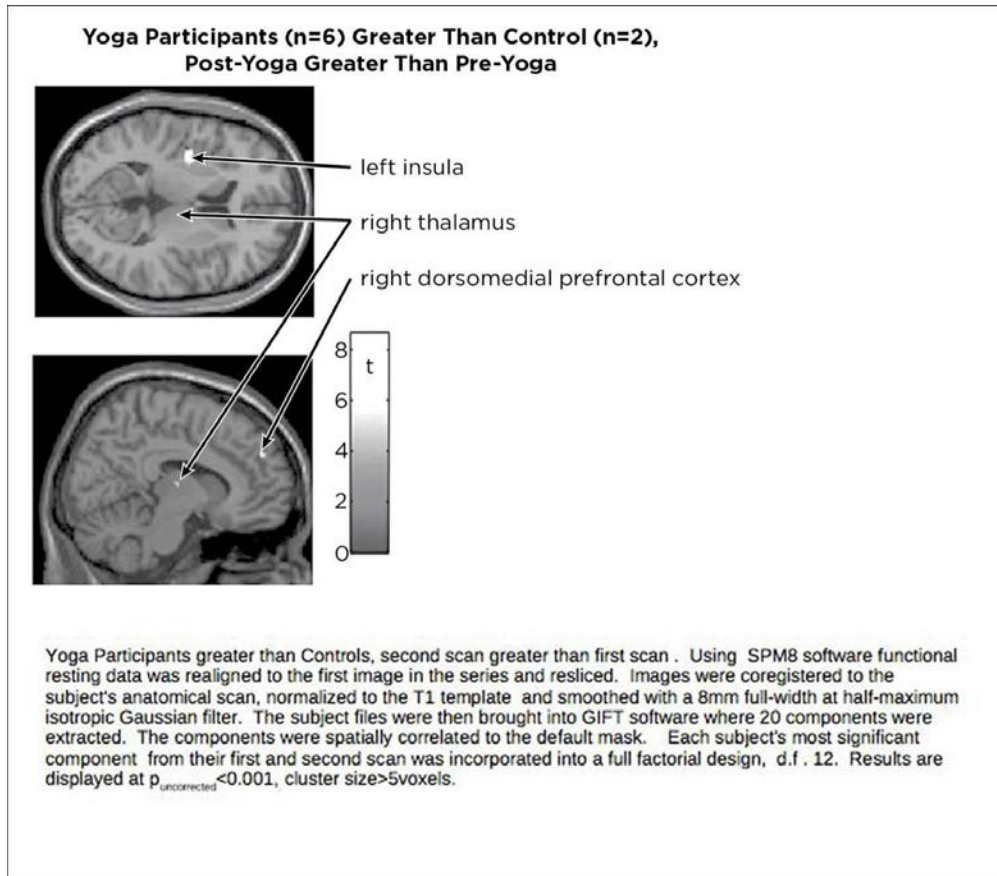 Yoga Participants (n=6) Greater Than Control (n=2),
Post-Yoga Greater Than Pre-Yoga
left insula
right thalamus
right dorsomedial prefrontal cortex
8
t
6
4
2
0
Yoga Participants greater than Controls, second scan greater than first scan . Using SPM8 software functional
resting data was realigned to the first image in the series and resliced. Images were coregistered to the
subject's anatomical scan, normalized to the T1 template and smoothed with a 8mm full-width at half-maximum
isotropic Gaussian filter. The subject files were then brought into GIFT software where 20 components were
extracted. The components were spatially correlated to the default mask. Each subject's most significant
component from their first and second scan was incorporated into a full factorial design, d.f . 12. Results are
displayed at p uncorrected<0.001, cluster size>5voxels.